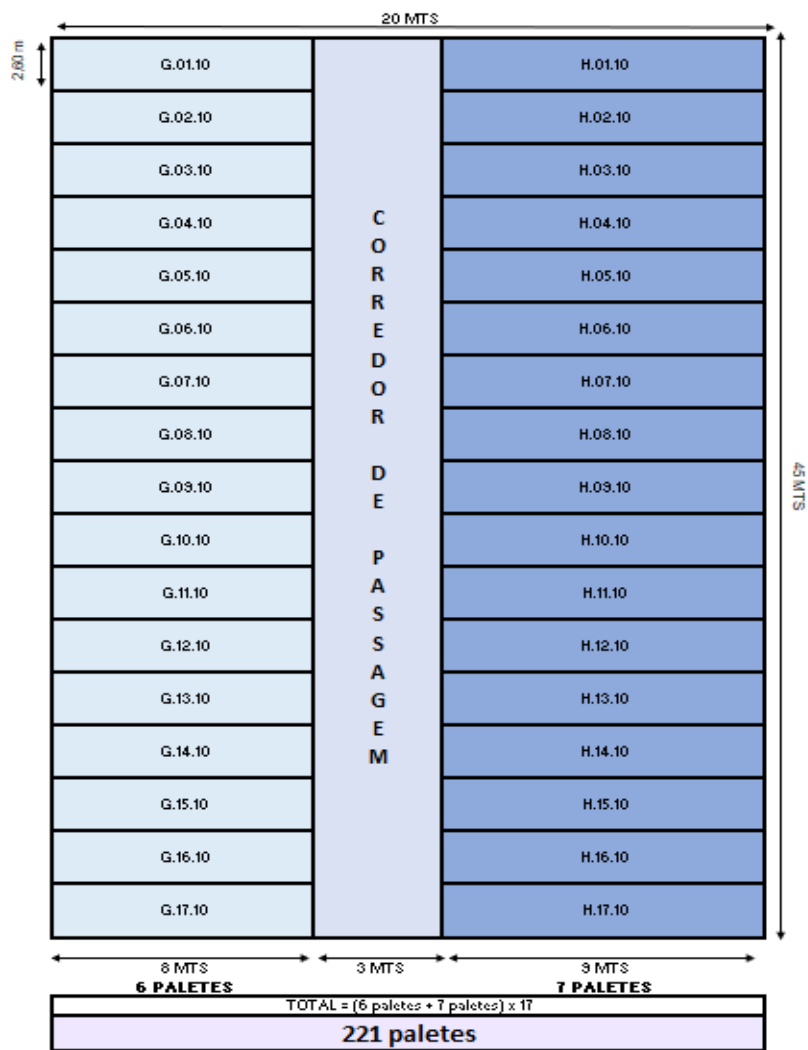 20 MTS
2,60 m
G.01.10 H.01.10
G.02.10 H.02.10
G.03.10 H.03.10
G.04.10 H.04.10
G.05.10 H.05.10
G.06.10 H.06.10
G.07.10 H.07.10
G.08.10 H.08.10
G.09.10 H.09.10
G.10.10 H.10.10
G.11.10 H.11.10
G.12.10 H.12.10
G.13.10 H.13.10
G.14.10 H.14.10
G.15.10 H.15.10
G.16.10 H.16.10
G.17.10 H.17.10
CORREDOR DE PASSAGEM
45 MTS
8 MTS 3 MTS 9 MTS
6 PALETES 7 PALETES
TOTAL = (6 paletes + 7 paletes) x 17
221 paletes